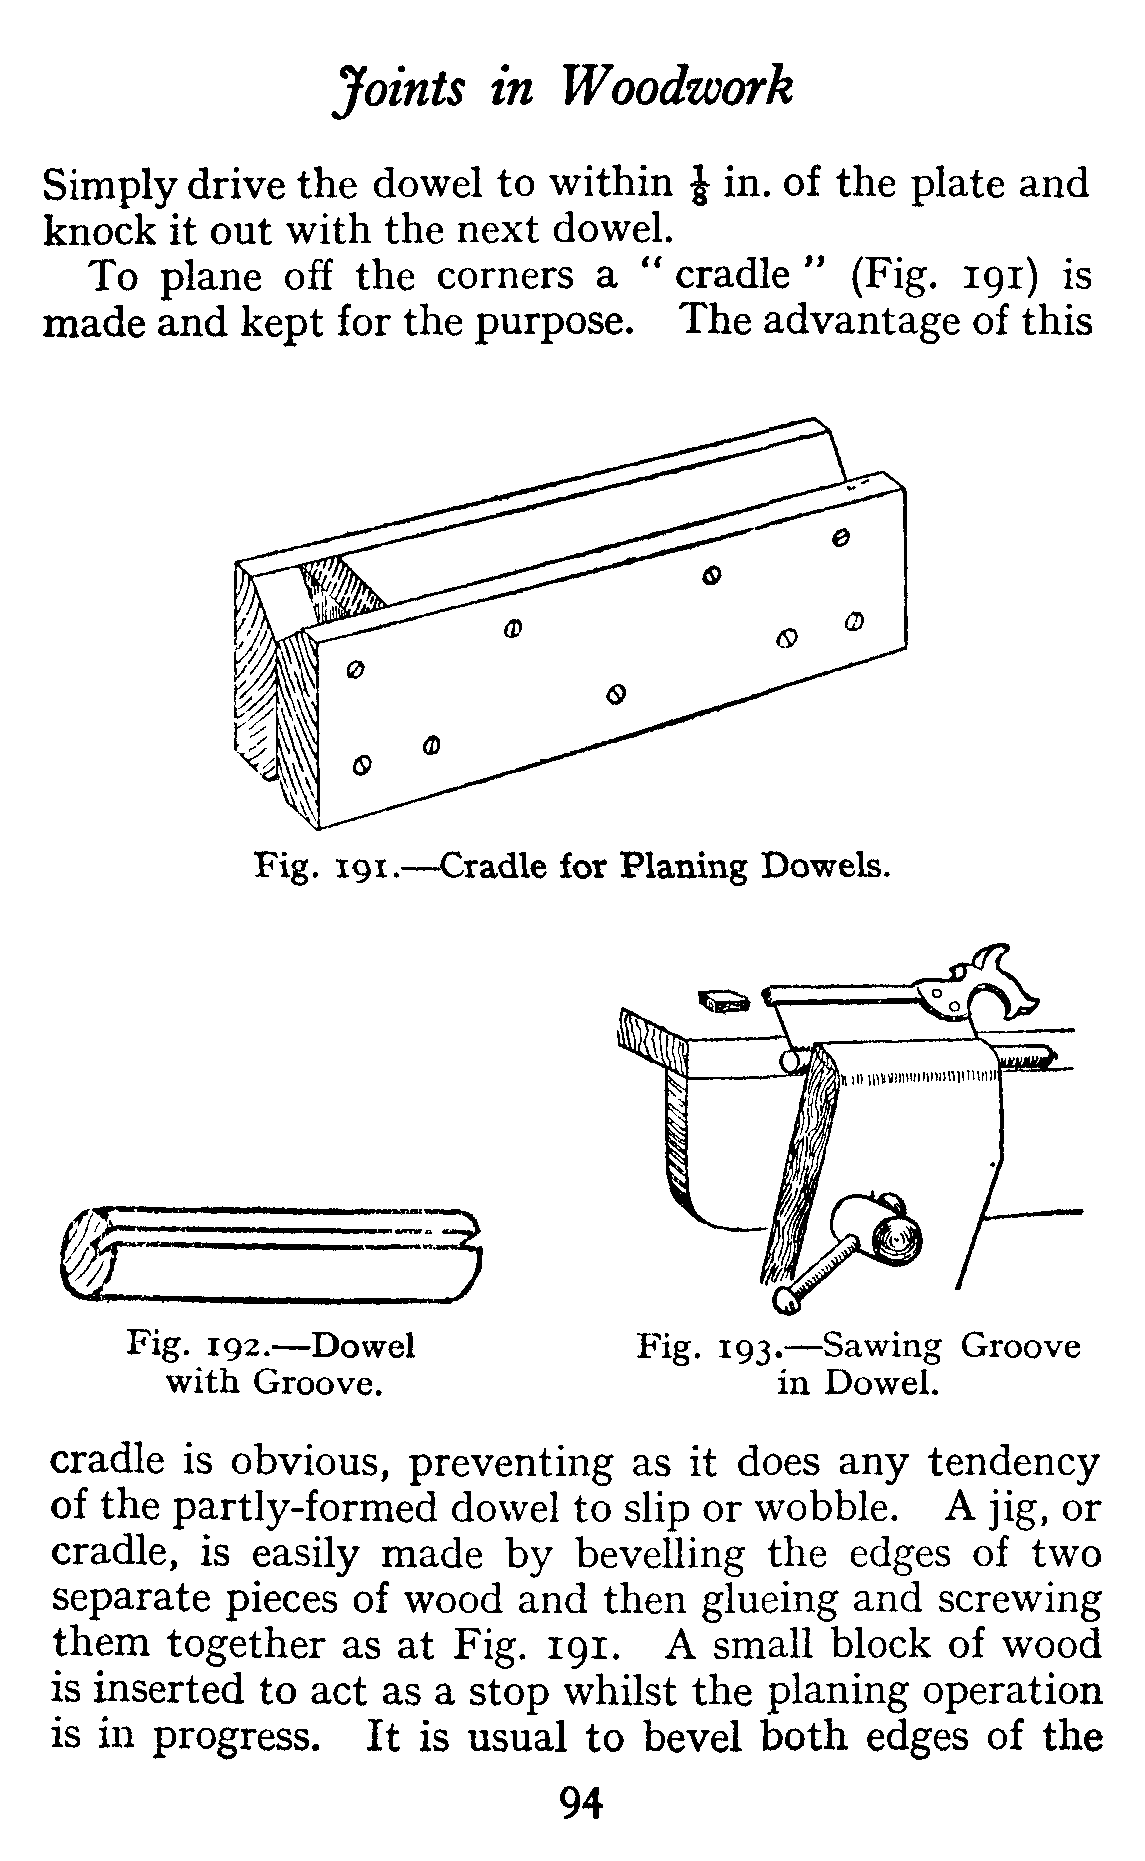 Joints in Woodwork
Simply drive the dowel to within ⅛ in. of the plate and
knock it out with the next dowel.
To plane off the corners a “ cradle ” (Fig. 191) is
made and kept for the purpose. The advantage of this
Fig. 191.—Cradle for Planing Dowels.
Fig. 192.—Dowel
with Groove.
Fig. 193.—Sawing Groove
in Dowel.
cradle is obvious, preventing as it does any tendency
of the partly-formed dowel to slip or wobble. A jig, or
cradle, is easily made by bevelling the edges of two
separate pieces of wood and then glueing and screwing
them together as at Fig. 191. A small block of wood
is inserted to act as a stop whilst the planing operation
is in progress. It is usual to bevel both edges of the
94